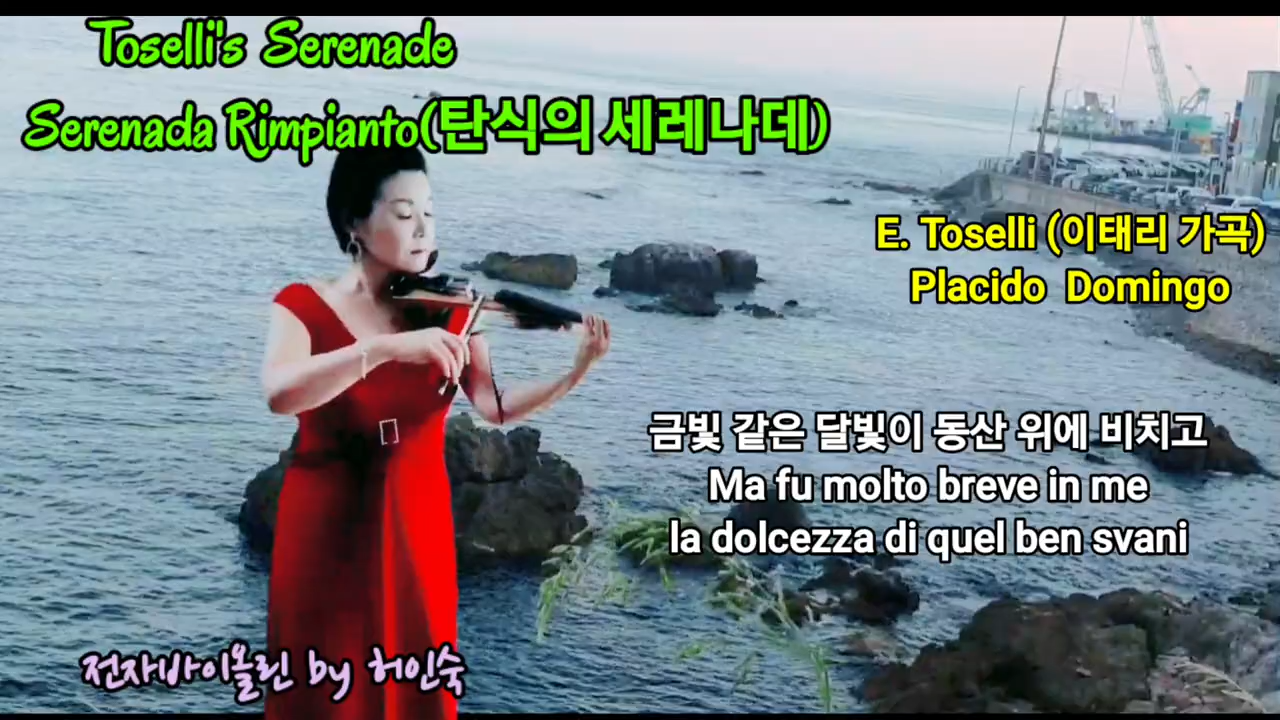 Toselli's Serenade
Serenada Rimpianto(탄식의 세레나데)
E. Toselli (이태리 가곡)
Placido Domingo
금빛 같은 달빛이 동산 위에 비치고
Ma fu molto breve in me
la dolcezza di quel ben svani
전자바이올린 by 허인숙